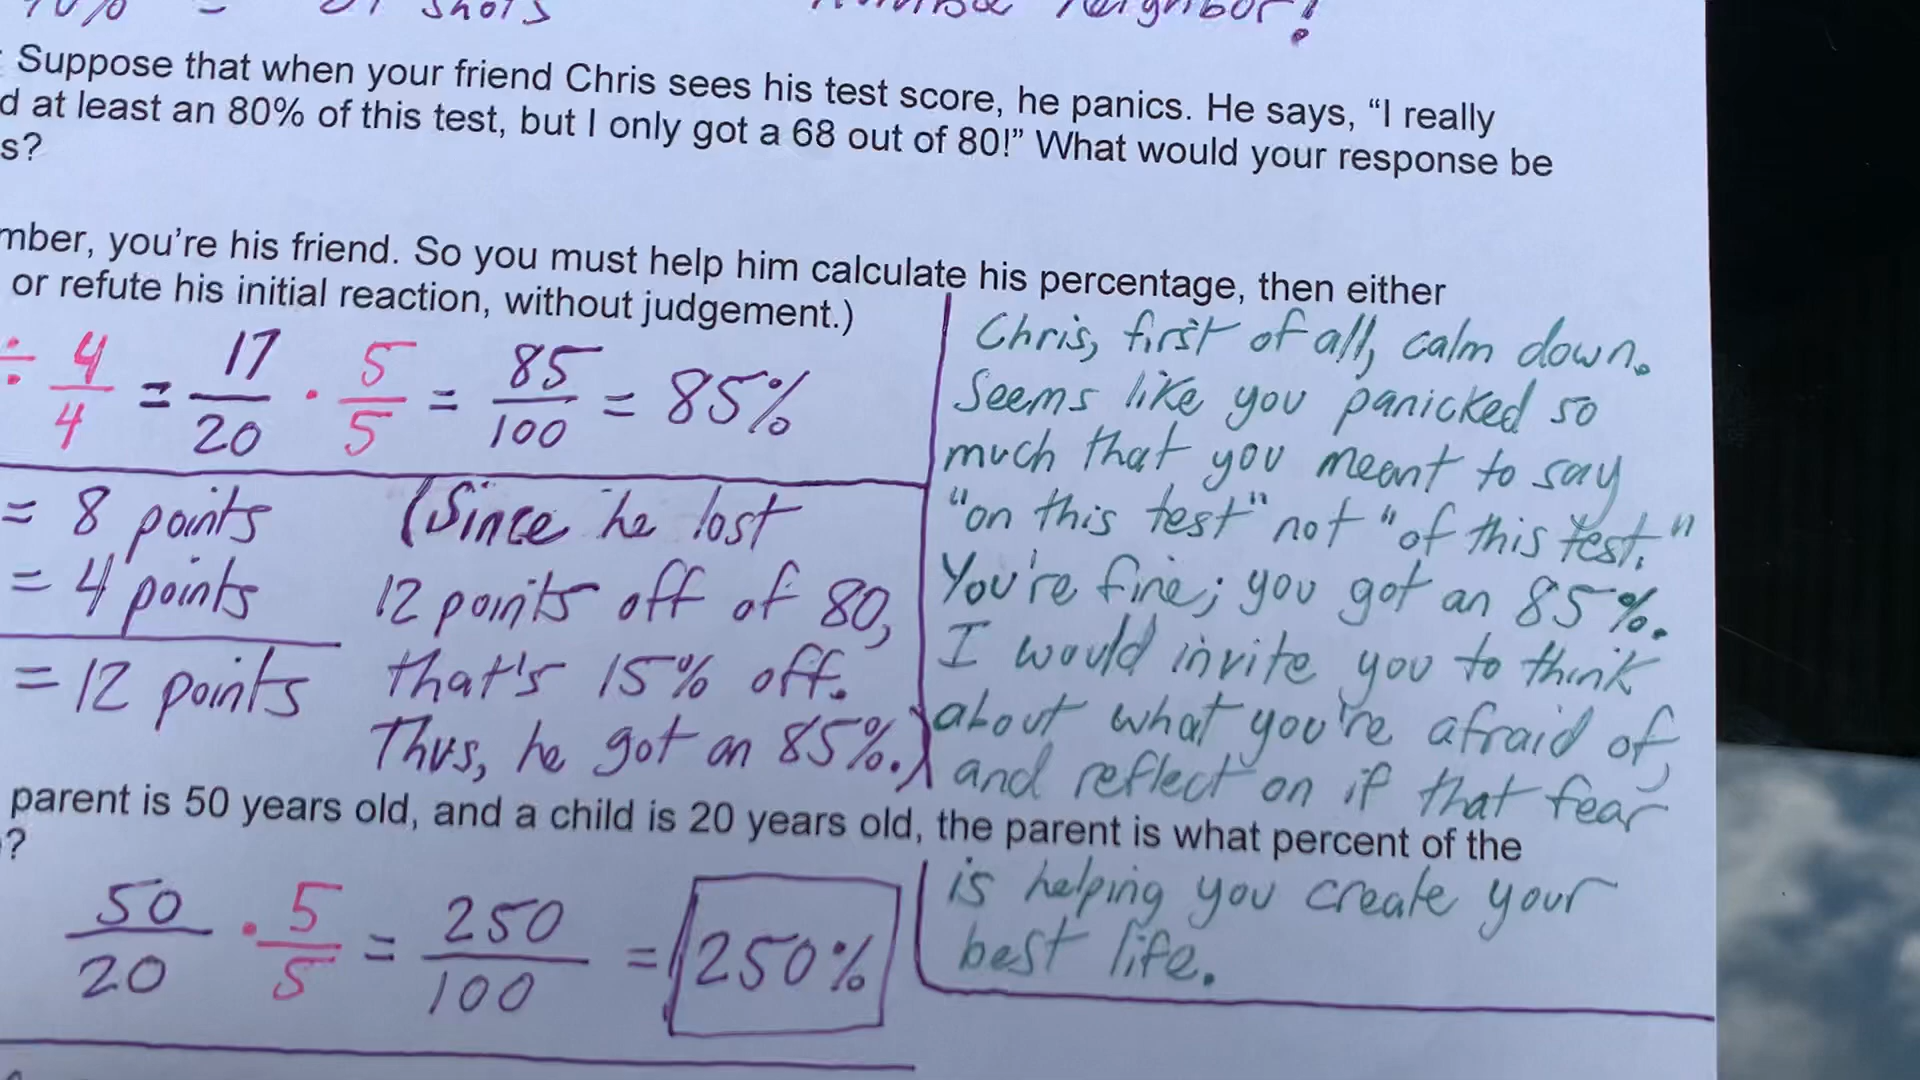 = shots neighbor!
Suppose that when your friend Chris sees his test score, he panics. He says, “I really
d at least an 80% of this test, but I only got a 68 out of 80!” What would your response be
s?
mber, you’re his friend. So you must help him calculate his percentage, then either
or refute his initial reaction, without judgement.)
÷ 4/4 = 17/20 · 5/5 = 85/100 = 85%
= 8 points (Since he lost
= 4 points 12 points off of 80,
= 12 points that's 15% off.
Thus, he got an 85%.)
Chris, first of all, calm down.
Seems like you panicked so
much that you meant to say
"on this test" not "of this test."
You're fine; you got an 85%.
I would invite you to think
about what you're afraid of,
and reflect on if that fear
is helping you create your
best life.
parent is 50 years old, and a child is 20 years old, the parent is what percent of the
?
50/20 · 5/5 = 250/100 = 250%